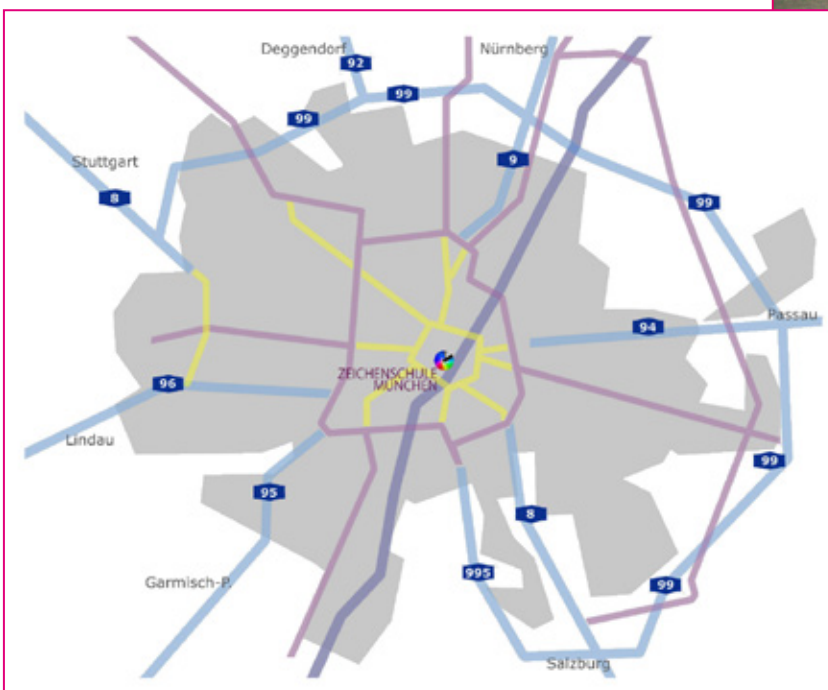 Deggendorf
Nürnberg
92
99
99
9
Stuttgart
8
99
Passau
94
ZEICHENSCHULE
MÜNCHEN
96
Lindau
99
95
8
995
99
Garmisch-P.
Salzburg